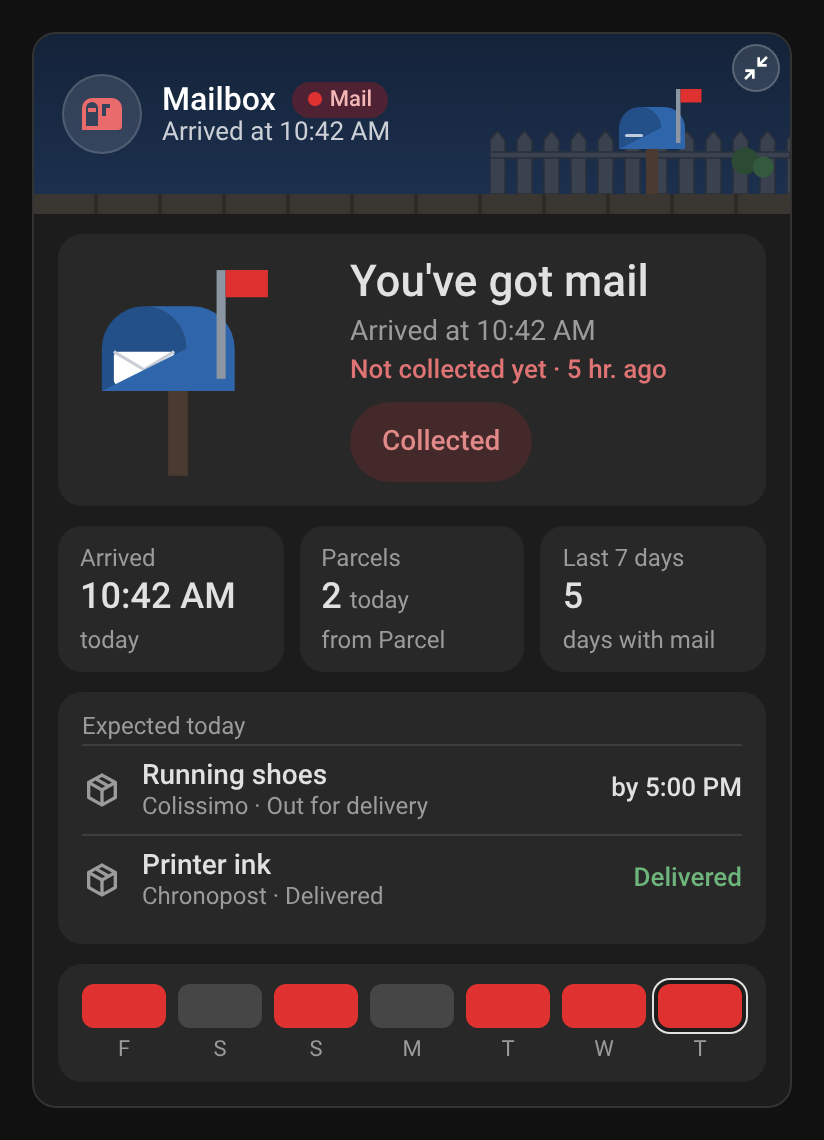 Mailbox
Mail
Arrived at 10:42 AM
You've got mail
Arrived at 10:42 AM
Not collected yet · 5 hr. ago
Collected
Arrived
10:42 AM
today
Parcels
2 today
from Parcel
Last 7 days
5
days with mail
Expected today
Running shoes
Colissimo · Out for delivery
by 5:00 PM
Printer ink
Chronopost · Delivered
Delivered
F S S M T W T